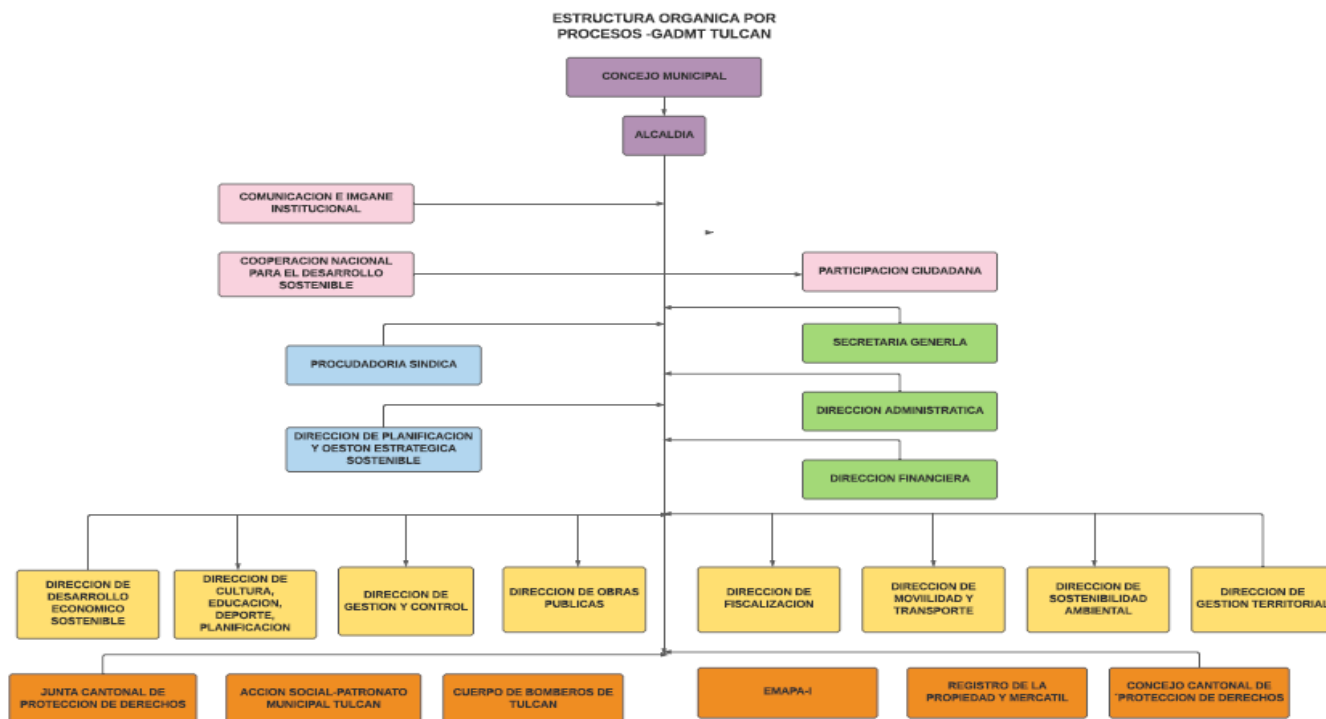 ESTRUCTURA ORGANICA POR
PROCESOS -GADMT TULCAN
CONCEJO MUNICIPAL
ALCALDIA
COMUNICACION E IMGANE
INSTITUCIONAL
COOPERACION NACIONAL
PARA EL DESARROLLO
SOSTENIBLE
PARTICIPACION CIUDADANA
SECRETARIA GENERLA
PROCUDADORIA SINDICA
DIRECCION ADMINISTRATICA
DIRECCION DE PLANIFICACION
Y OESTON ESTRATEGICA
SOSTENIBLE
DIRECCION FINANCIERA
DIRECCION DE
DESARROLLO
ECONOMICO
SOSTENIBLE
DIRECCION DE
CULTURA,
EDUCACION,
DEPORTE,
PLANIFICACION
DIRECCION DE
GESTION Y CONTROL
DIRECCION DE OBRAS
PUBLICAS
DIRECCION DE
FISCALIZACION
DIRECCION DE
MOVIILIDAD Y
TRANSPORTE
DIRECCION DE
SOSTENIBILIDAD
AMBIENTAL
DIRECCION DE
GESTION TERRITORIAL
JUNTA CANTONAL DE
PROTECCION DE DERECHOS
ACCION SOCIAL-PATRONATO
MUNICIPAL TULCAN
CUERPO DE BOMBEROS DE
TULCAN
EMAPA-I
REGISTRO DE LA
PROPIEDAD Y MERCATIL
CONCEJO CANTONAL DE
'PROTECCION DE DERECHOS